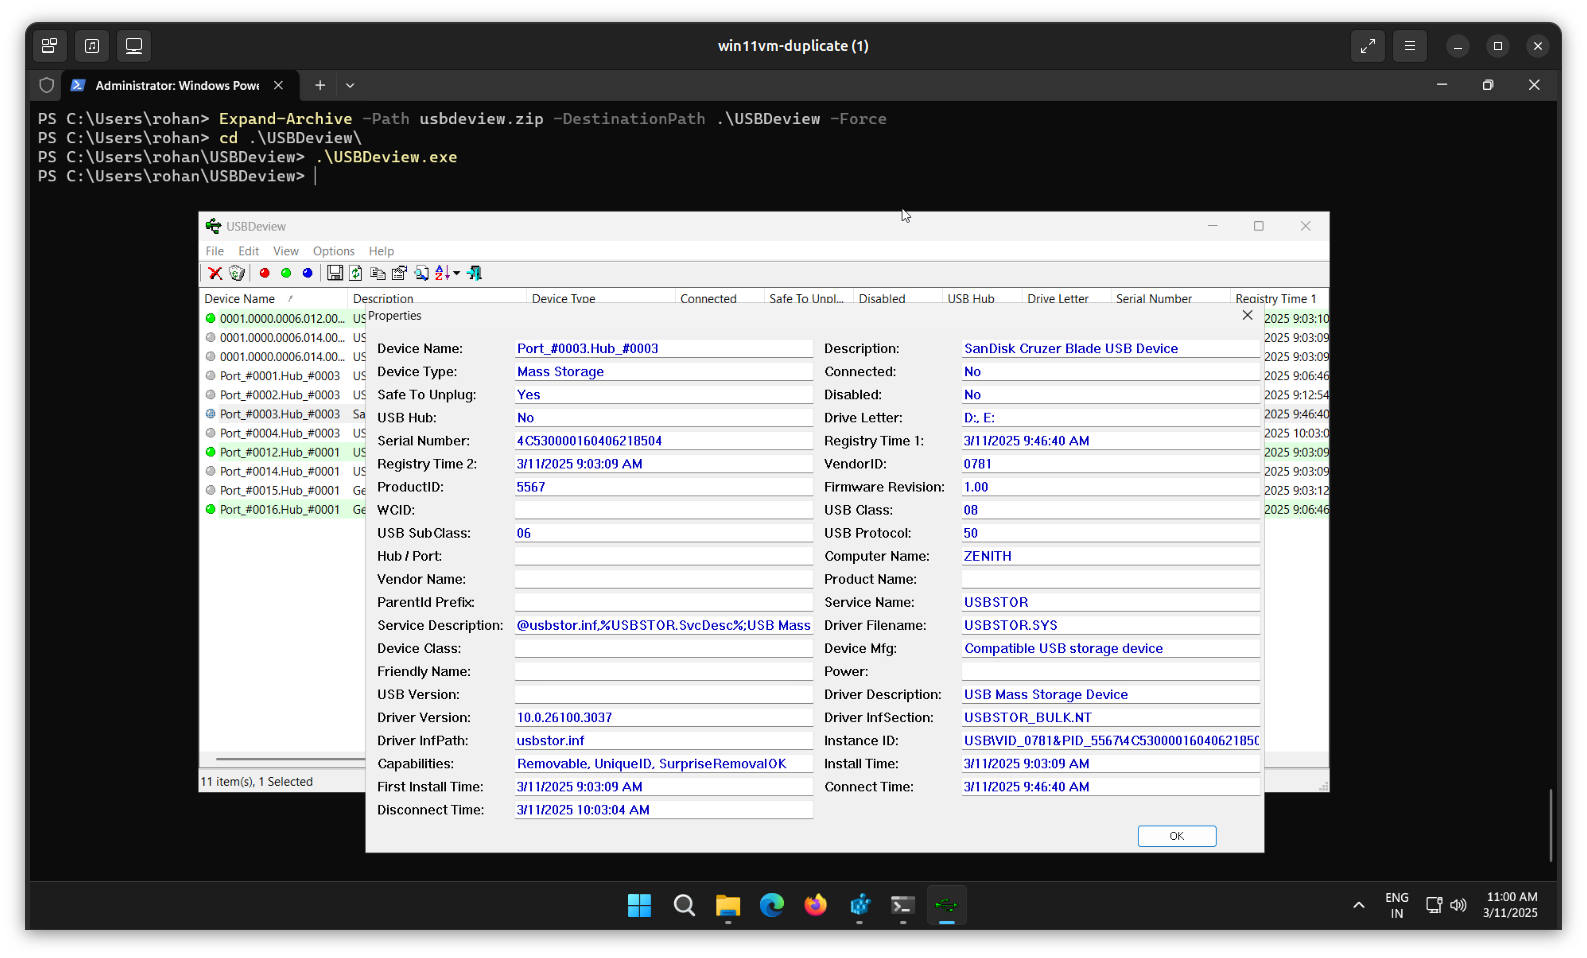 win11vm-duplicate (1)
Administrator: Windows Powe
PS C:\Users\rohan> Expand-Archive -Path usbdeview.zip -DestinationPath .\USBDeview -Force
PS C:\Users\rohan> cd .\USBDeview\
PS C:\Users\rohan\USBDeview> .\USBDeview.exe
PS C:\Users\rohan\USBDeview>
USBDeview
File Edit View Options Help
Device Name / Description Device Type Connected Safe To Unpl... Disabled USB Hub Drive Letter Serial Number Registry Time 1
0001.0000.0006.012.00... US 2025 9:03:10
0001.0000.0006.014.00... US 2025 9:03:09
0001.0000.0006.014.00... US 2025 9:03:09
Port_#0001.Hub_#0003 US 2025 9:06:46
Port_#0002.Hub_#0003 US 2025 9:12:54
Port_#0003.Hub_#0003 Sa 2025 9:46:40
Port_#0004.Hub_#0003 US 2025 10:03:0
Port_#0012.Hub_#0001 US 2025 9:03:09
Port_#0014.Hub_#0001 US 2025 9:03:09
Port_#0015.Hub_#0001 Ge 2025 9:03:12
Port_#0016.Hub_#0001 Ge 2025 9:06:46
11 item(s), 1 Selected
Properties
Device Name: Port_#0003.Hub_#0003 Description: SanDisk Cruzer Blade USB Device
Device Type: Mass Storage Connected: No
Safe To Unplug: Yes Disabled: No
USB Hub: No Drive Letter: D:, E:
Serial Number: 4C530000160406218504 Registry Time 1: 3/11/2025 9:46:40 AM
Registry Time 2: 3/11/2025 9:03:09 AM VendorID: 0781
ProductID: 5567 Firmware Revision: 1.00
WCID: USB Class: 08
USB SubClass: 06 USB Protocol: 50
Hub / Port: Computer Name: ZENITH
Vendor Name: Product Name:
ParentId Prefix: Service Name: USBSTOR
Service Description: @usbstor.inf,%USBSTOR.SvcDesc%;USB Mass Driver Filename: USBSTOR.SYS
Device Class: Device Mfg: Compatible USB storage device
Friendly Name: Power:
USB Version: Driver Description: USB Mass Storage Device
Driver Version: 10.0.26100.3037 Driver InfSection: USBSTOR_BULK.NT
Driver InfPath: usbstor.inf Instance ID: USB\VID_0781&PID_5567\4C5300001604062185
Capabilities: Removable, UniqueID, SurpriseRemovalOK Install Time: 3/11/2025 9:03:09 AM
First Install Time: 3/11/2025 9:03:09 AM Connect Time: 3/11/2025 9:46:40 AM
Disconnect Time: 3/11/2025 10:03:04 AM
OK
ENG
IN
11:00 AM
3/11/2025